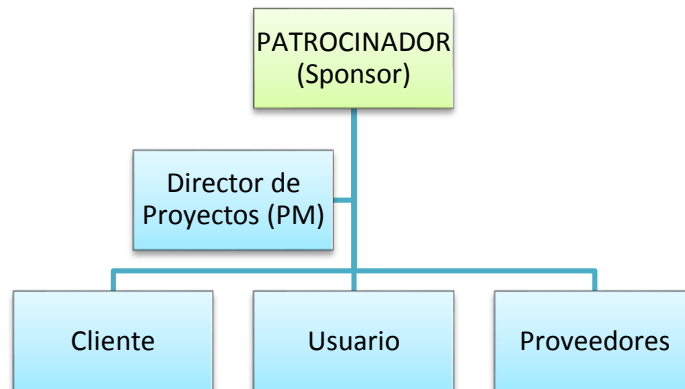 PATROCINADOR
(Sponsor)
Director de
Proyectos (PM)
Cliente
Usuario
Proveedores